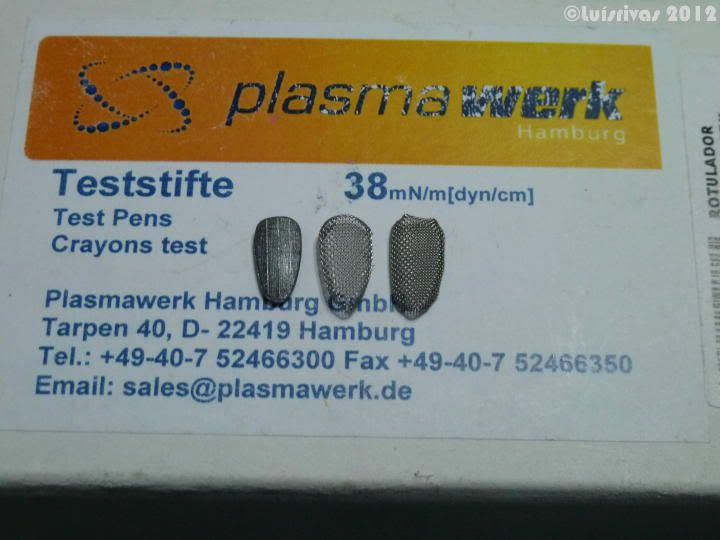 ©Luisrivas 2012
plasmawerk
Hamburg
Teststifte 38mN/m[dyn/cm]
Test Pens
Crayons test
Plasmawerk Hamburg GmbH
Tarpen 40, D- 22419 Hamburg
Tel.: +49-40-7 52466300 Fax +49-40-7 52466350
Email: sales@plasmawerk.de
ROTULADOR